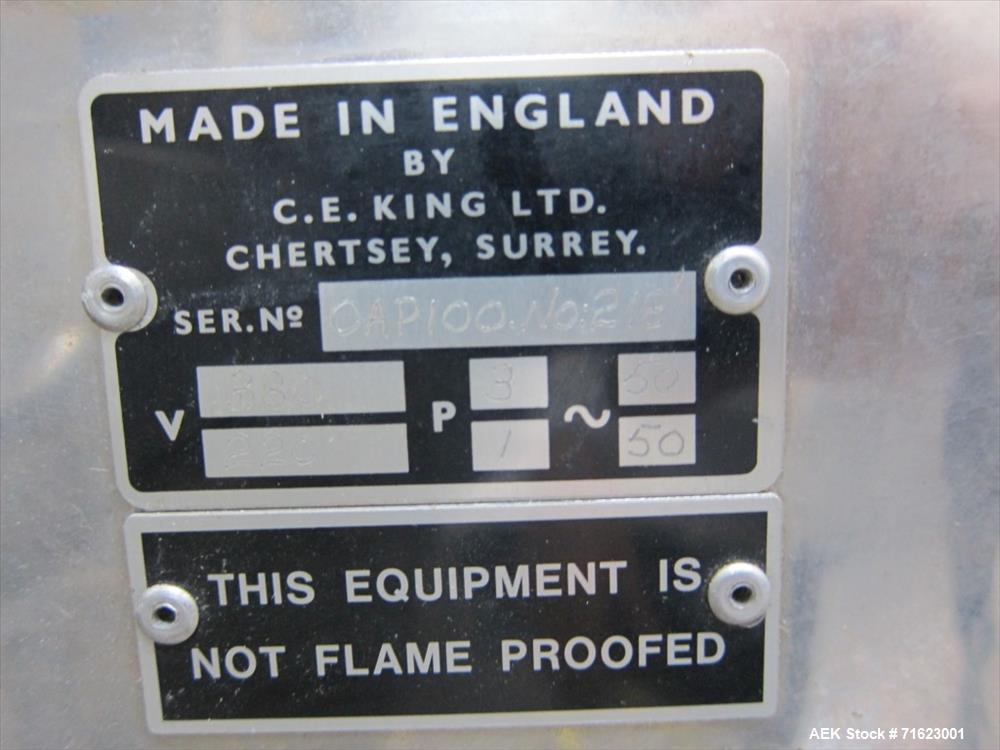 MADE IN ENGLAND
BY
C.E. KING LTD.
CHERTSEY, SURREY.
SER. Nº OAP100. No:
V 380 P 3 ~ 50
220 1 50
THIS EQUIPMENT IS
NOT FLAME PROOFED
AEK Stock # 71623001